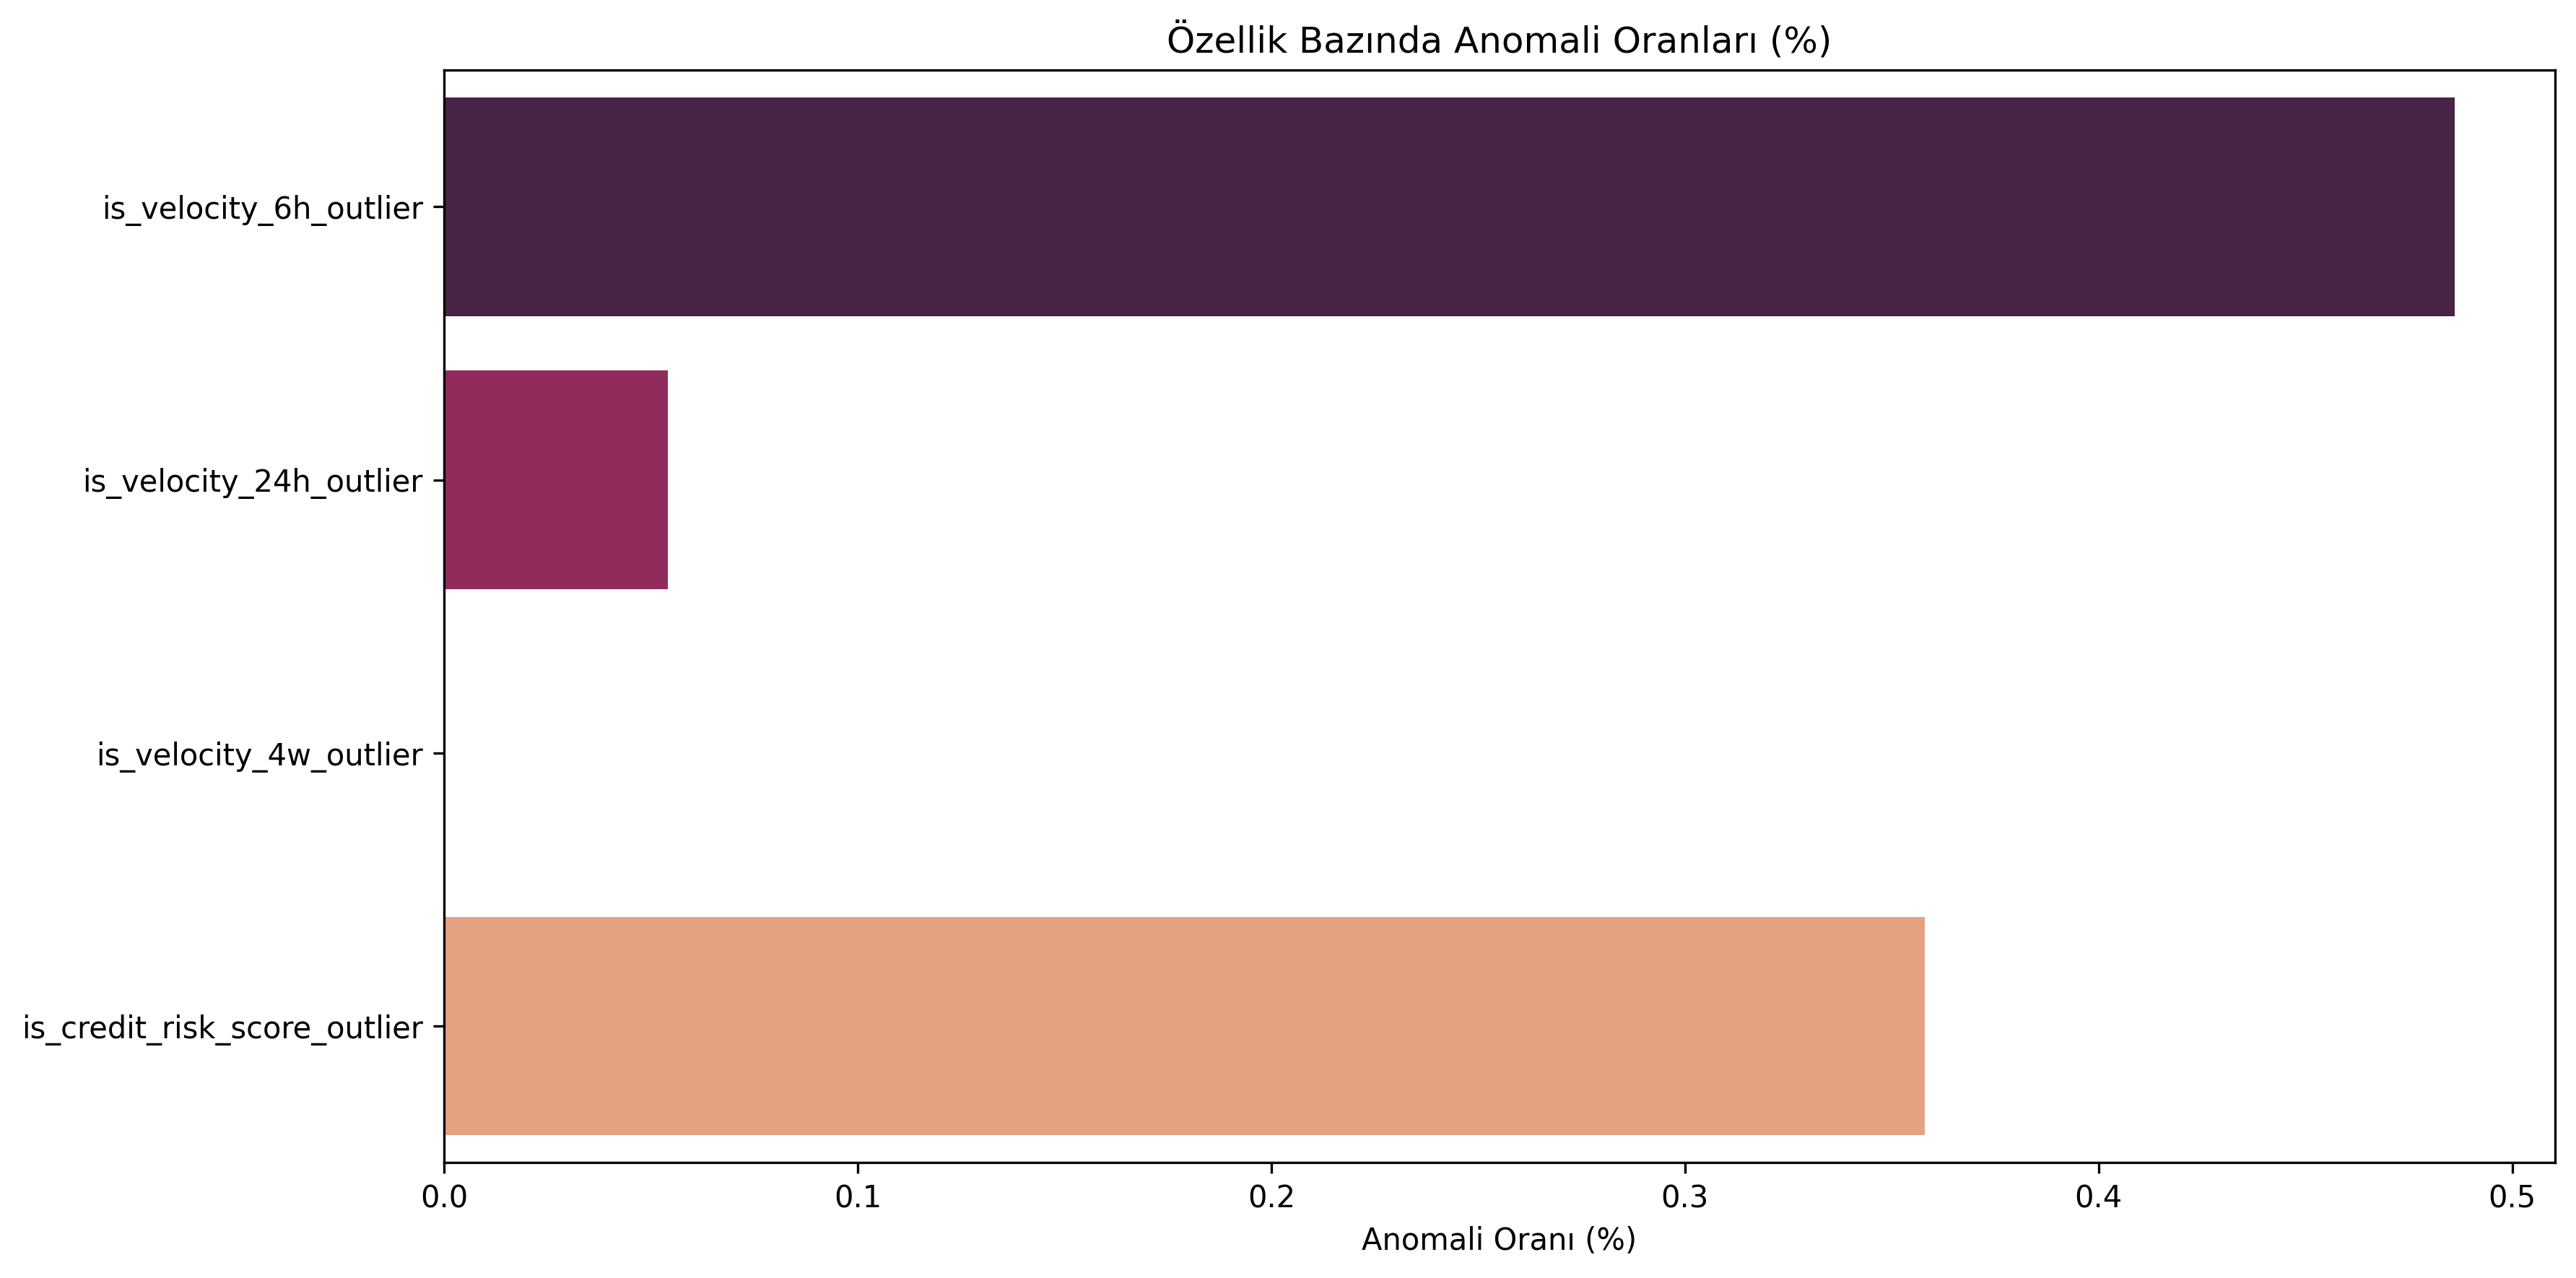 Özellik Bazında Anomali Oranları (%)
is_velocity_6h_outlier
is_velocity_24h_outlier
is_velocity_4w_outlier
is_credit_risk_score_outlier
0.0 0.1 0.2 0.3 0.4 0.5
Anomali Oranı (%)